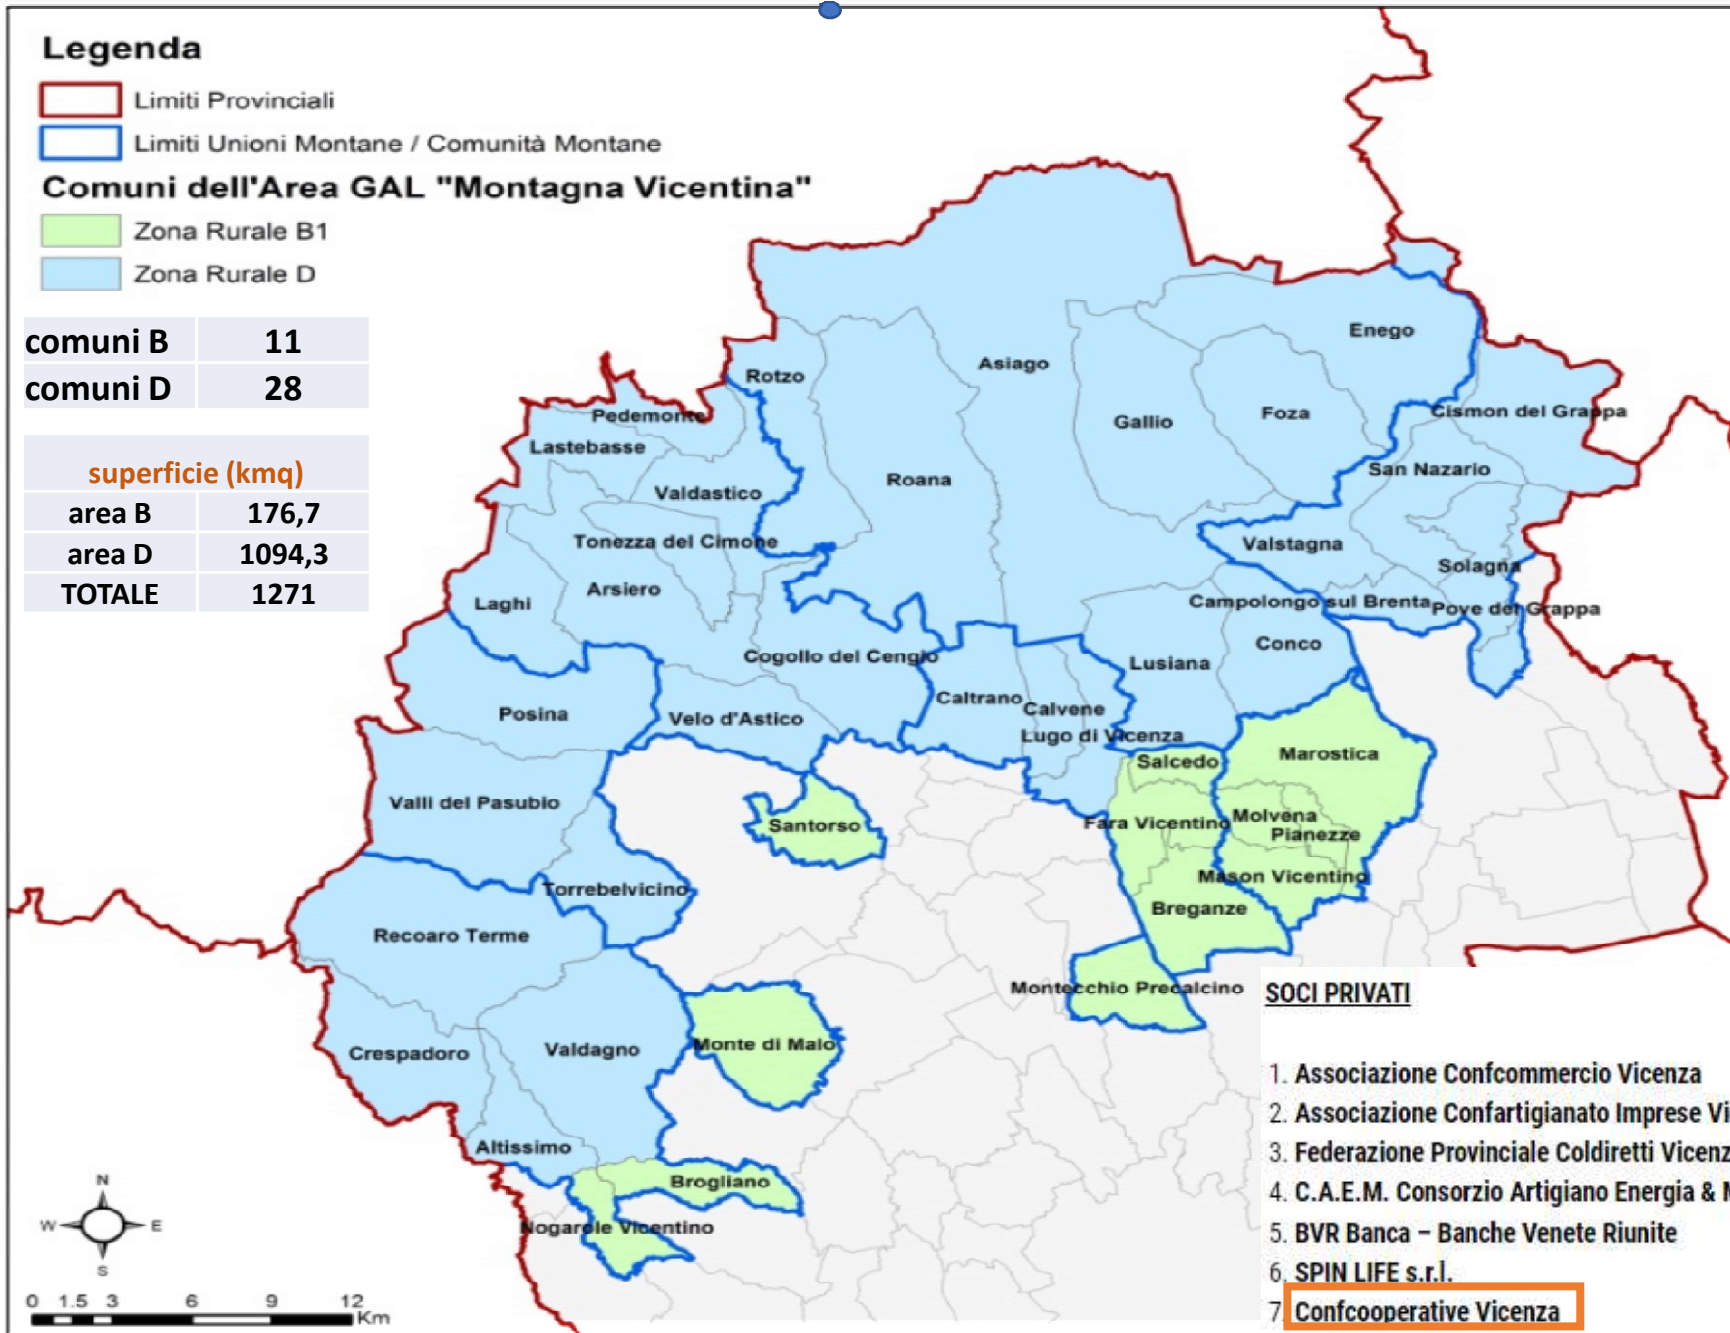 Legenda
Limiti Provinciali
Limiti Unioni Montane / Comunità Montane
Comuni dell'Area GAL "Montagna Vicentina"
Zona Rurale B1
Zona Rurale D
comuni B 11
comuni D 28
superficie (kmq)
area B 176,7
area D 1094,3
TOTALE 1271
Enego
Asiago
Rotzo
Pedemonte
Foza
Cismon del Grappa
Gallio
Lastebasse
San Nazario
Roana
Valdastico
Tonezza del Cimone
Valstagna
Solagna
Arsiero
Laghi
Campolongo sul Brenta
Pove del Grappa
Conco
Cogollo del Cengio
Lusiana
Caltrano
Calvene
Posina
Velo d'Astico
Lugo di Vicenza
Marostica
Salcedo
Valli del Pasubio
Molvena
Santorso
Fara Vicentino
Pianezze
Mason Vicentino
Torrebelvicino
Breganze
Recoaro Terme
Montecchio Precalcino
Monte di Malo
Valdagno
Crespadoro
Altissimo
Brogliano
Nogarole Vicentino
SOCI PRIVATI
1. Associazione Confcommercio Vicenza
2. Associazione Confartigianato Imprese Vi
3. Federazione Provinciale Coldiretti Vicenz
4. C.A.E.M. Consorzio Artigiano Energia & M
5. BVR Banca – Banche Venete Riunite
6. SPIN LIFE s.r.l.
7. Confcooperative Vicenza
N
W E
S
0 1.5 3 6 9 12
Km